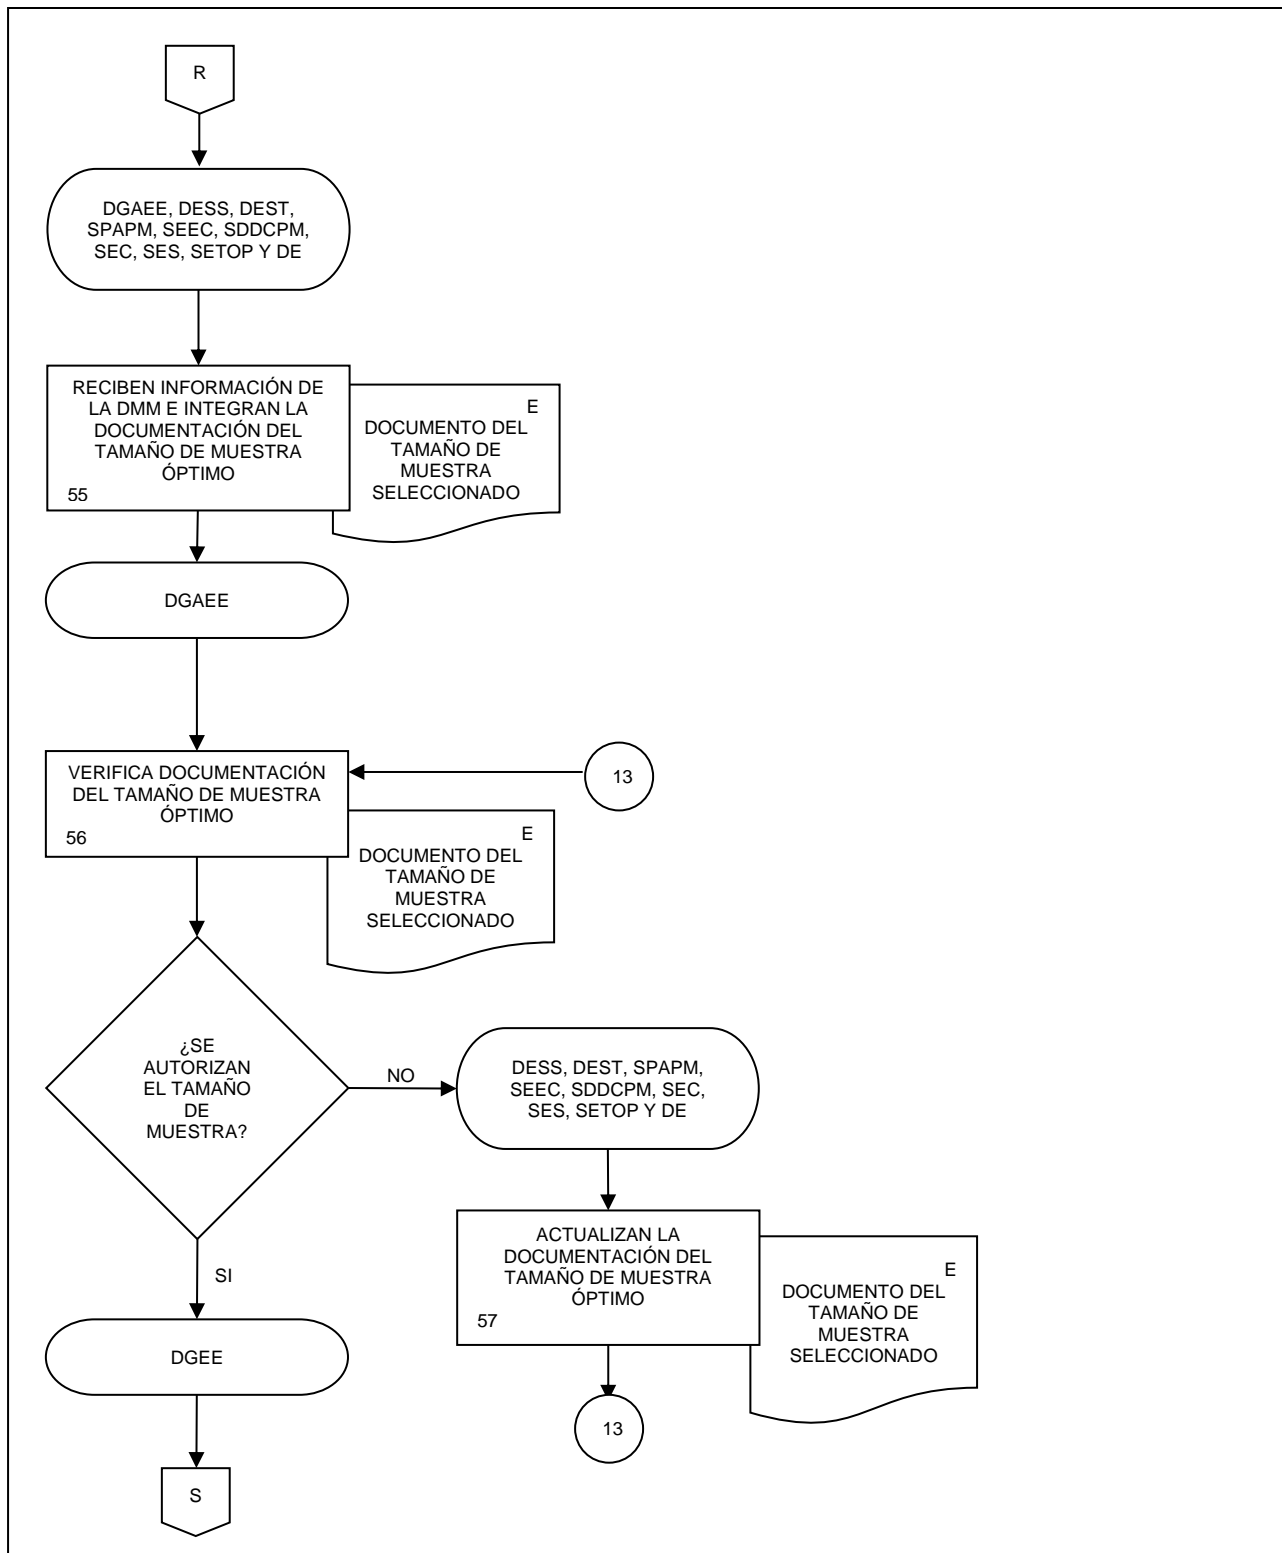 R
DGAEE, DESS, DEST,
SPAPM, SEEC, SDDCPM,
SEC, SES, SETOP Y DE
RECIBEN INFORMACIÓN DE
LA DMM E INTEGRAN LA
DOCUMENTACIÓN DEL
TAMAÑO DE MUESTRA
ÓPTIMO
55
E
DOCUMENTO DEL
TAMAÑO DE
MUESTRA
SELECCIONADO
DGAEE
VERIFICA DOCUMENTACIÓN
DEL TAMAÑO DE MUESTRA
ÓPTIMO
56
13
E
DOCUMENTO DEL
TAMAÑO DE
MUESTRA
SELECCIONADO
¿SE
AUTORIZAN
EL TAMAÑO
DE
MUESTRA?
NO
DESS, DEST, SPAPM,
SEEC, SDDCPM, SEC,
SES, SETOP Y DE
ACTUALIZAN LA
DOCUMENTACIÓN DEL
TAMAÑO DE MUESTRA
ÓPTIMO
57
E
DOCUMENTO DEL
TAMAÑO DE
MUESTRA
SELECCIONADO
13
SI
DGEE
S